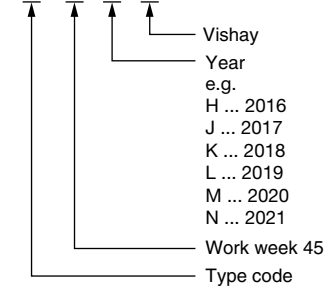 Vishay
Year
e.g.
H ... 2016
J ... 2017
K ... 2018
L ... 2019
M ... 2020
N ... 2021
Work week 45
Type code